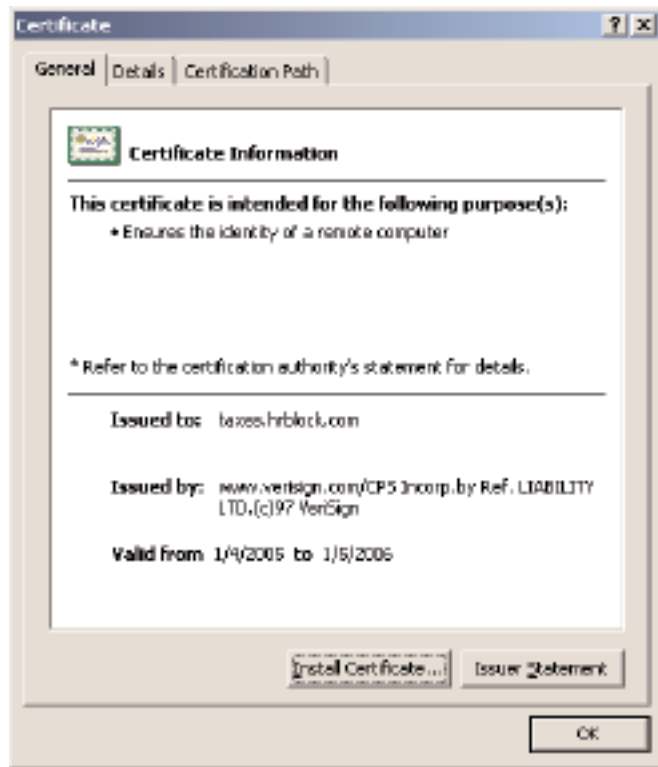 Certificate
General Details Certification Path
Certificate Information
This certificate is intended for the following purpose(s):
• Ensures the identity of a remote computer
* Refer to the certification authority's statement for details.
Issued to: taxes.hrblock.com
Issued by: www.verisign.com/CPS Incorp.by Ref. LIABILITY
LTD.(c)97 VeriSign
Valid from 1/4/2005 to 1/5/2006
Install Certificate... Issuer Statement
OK